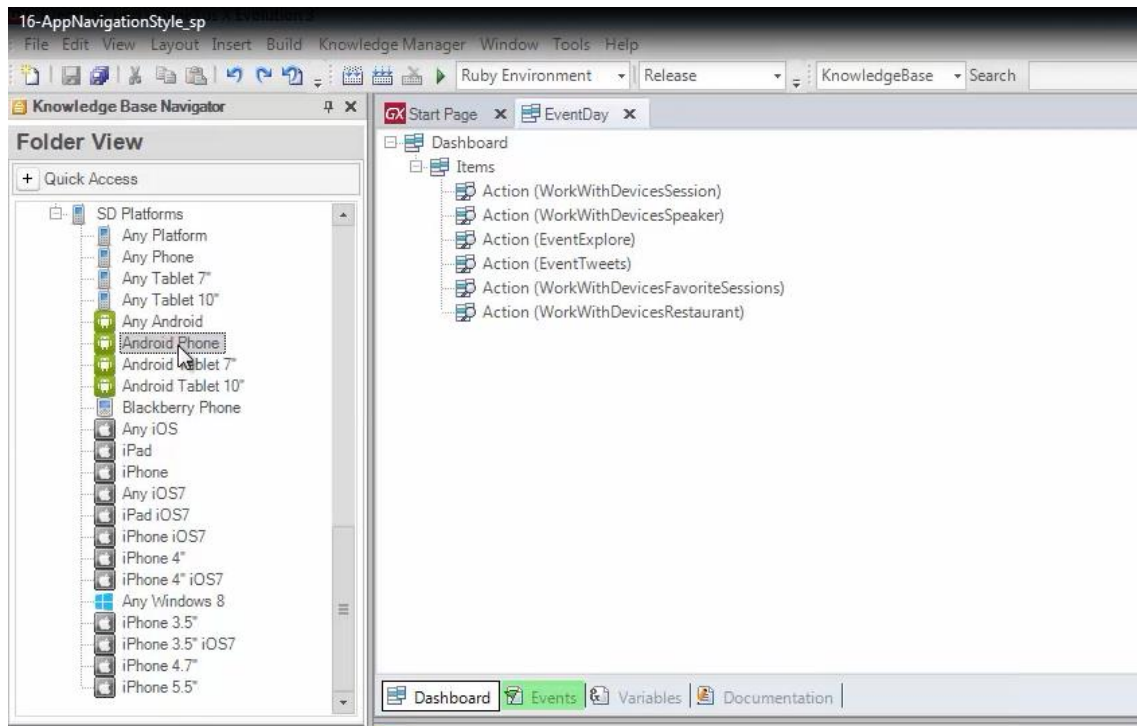 16-AppNavigationStyle_sp
File Edit View Layout Insert Build Knowledge Manager Window Tools Help
Ruby Environment Release KnowledgeBase Search
Knowledge Base Navigator
GX Start Page EventDay
Folder View
Quick Access
SD Platforms
Any Platform
Any Phone
Any Tablet 7"
Any Tablet 10"
Any Android
Android Phone
Android Tablet 7"
Android Tablet 10"
Blackberry Phone
Any iOS
iPad
iPhone
Any iOS7
iPad iOS7
iPhone iOS7
iPhone 4"
iPhone 4" iOS7
Any Windows 8
iPhone 3.5"
iPhone 3.5" iOS7
iPhone 4.7"
iPhone 5.5"
Dashboard
Items
Action (WorkWithDevicesSession)
Action (WorkWithDevicesSpeaker)
Action (EventExplore)
Action (EventTweets)
Action (WorkWithDevicesFavoriteSessions)
Action (WorkWithDevicesRestaurant)
Dashboard Events Variables Documentation